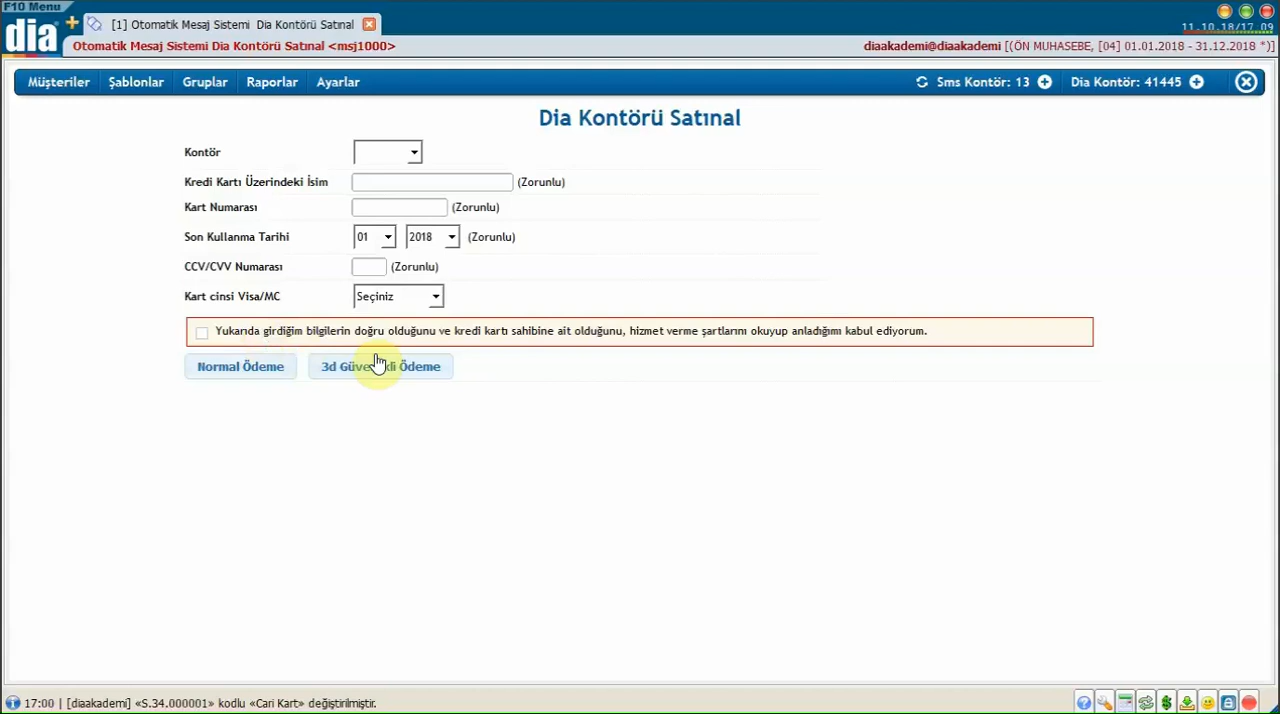 F10 Menu
dia
[1] Otomatik Mesaj Sistemi Dia Kontörü Satınal
11.10.18/17 09
Otomatik Mesaj Sistemi Dia Kontörü Satınal <msj1000>
diaakademi@diaakademi [(ÖN MUHASEBE, [04] 01.01.2018 - 31.12.2018 *)]
Müşteriler Şablonlar Gruplar Raporlar Ayarlar
Sms Kontör: 13
Dia Kontör: 41445
Dia Kontörü Satınal
Kontör
Kredi Kartı Üzerindeki İsim (Zorunlu)
Kart Numarası (Zorunlu)
Son Kullanma Tarihi 01 2018 (Zorunlu)
CCV/CVV Numarası (Zorunlu)
Kart cinsi Visa/MC Seçiniz
Yukarıda girdiğim bilgilerin doğru olduğunu ve kredi kartı sahibine ait olduğunu, hizmet verme şartlarını okuyup anladığımı kabul ediyorum.
Normal Ödeme
3d Güvenlikli Ödeme
17:00 | [diaakademi] «S.34.000001» kodlu «Cari Kart» değiştirilmiştir.